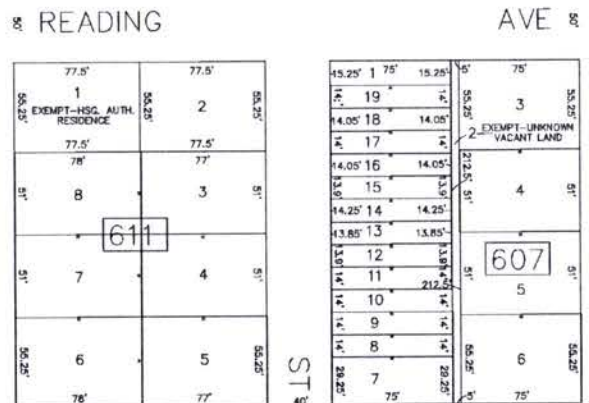 50' READING AVE 50'
77.5' 77.5'
1
EXEMPT-HSG. AUTH.
RESIDENCE
55.25' 55.25' 2 55.25'
77.5' 77.5'
78' 77'
51' 8 3 51'
611
51' 7 4 51'
55.25' 6 5 55.25'
78' 77'
ST 40'
15.25' 1 75' 15.25'
14' 19 14'
14.05' 18 14.05'
14' 17 14'
14.05' 16 14.05'
13.9' 15 13.9'
14.25' 14 14.25'
13.85' 13 13.85'
13.9' 12 13.9'
14' 11 14'
14' 10 14'
14' 9 14'
14' 8 14'
29.25' 7 29.25'
75'
5'
2
212.5'
212.5'
5'
75'
55.25' 3 55.25'
EXEMPT-UNKNOWN
VACANT LAND
4 51'
607
51' 5 51'
55.25' 6 55.25'
75'